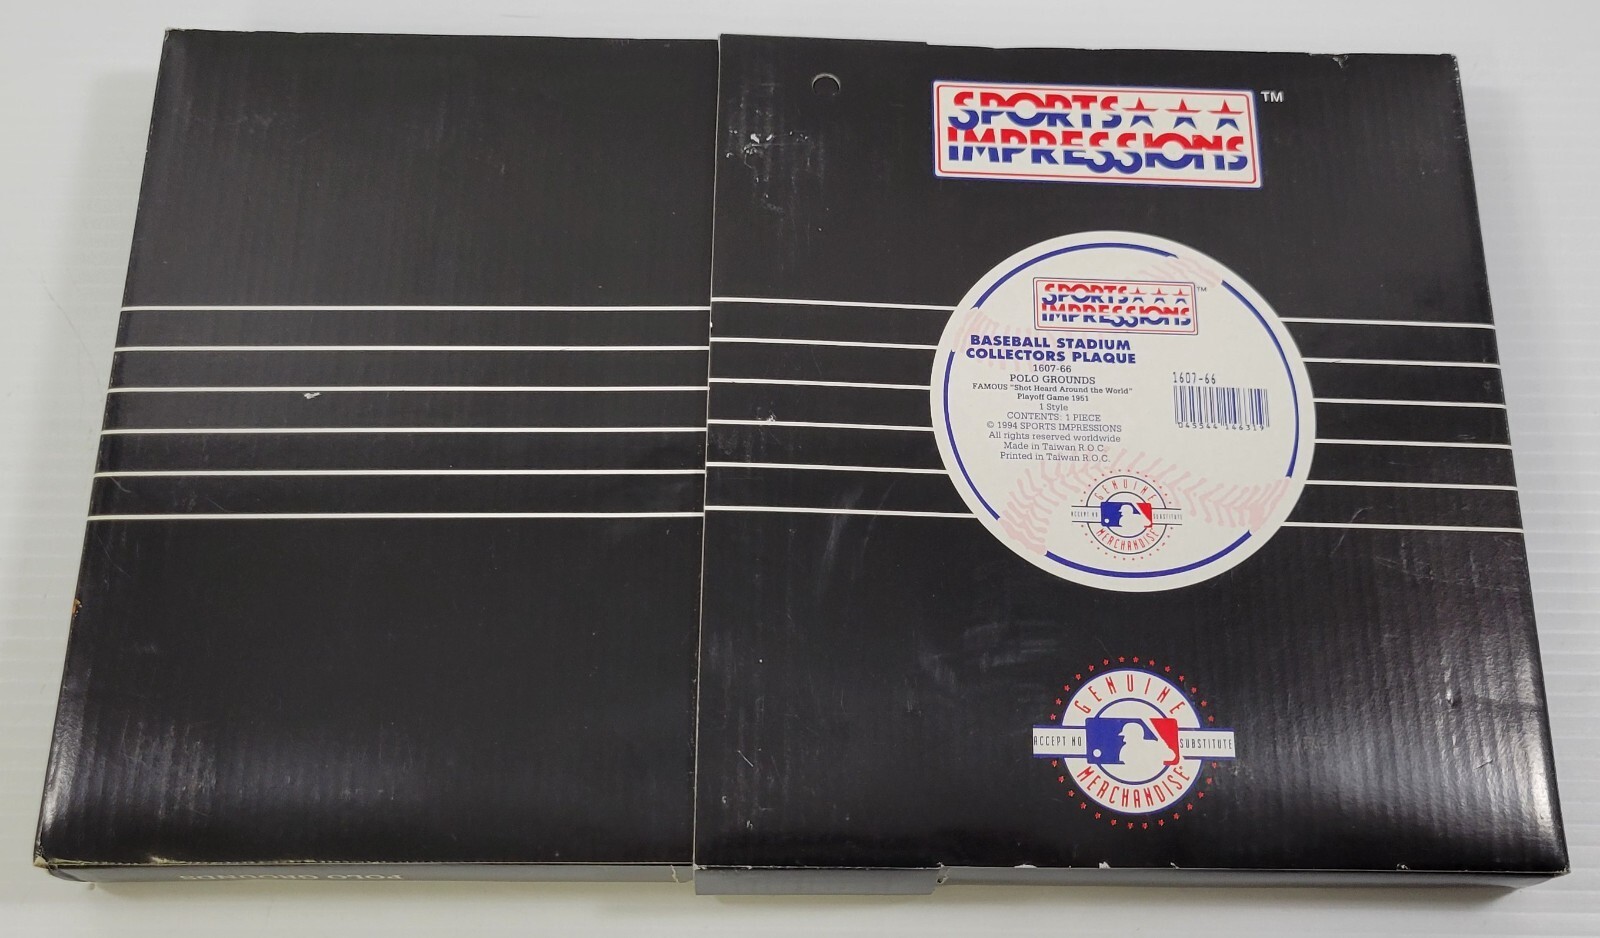 SPORTS
IMPRESSIONS
TM
SPORTS
IMPRESSIONS
TM
BASEBALL STADIUM
COLLECTORS PLAQUE
1607-66
POLO GROUNDS
FAMOUS "Shot Heard Around the World"
Playoff Game 1951
1 Style
CONTENTS: 1 PIECE
© 1994 SPORTS IMPRESSIONS
All rights reserved worldwide
Made in Taiwan R.O.C.
Printed in Taiwan R.O.C.
1607-66
GENUINE
ACCEPT NO SUBSTITUTE
MERCHANDISE
GENUINE
ACCEPT NO SUBSTITUTE
MERCHANDISE
POLO GROUNDS